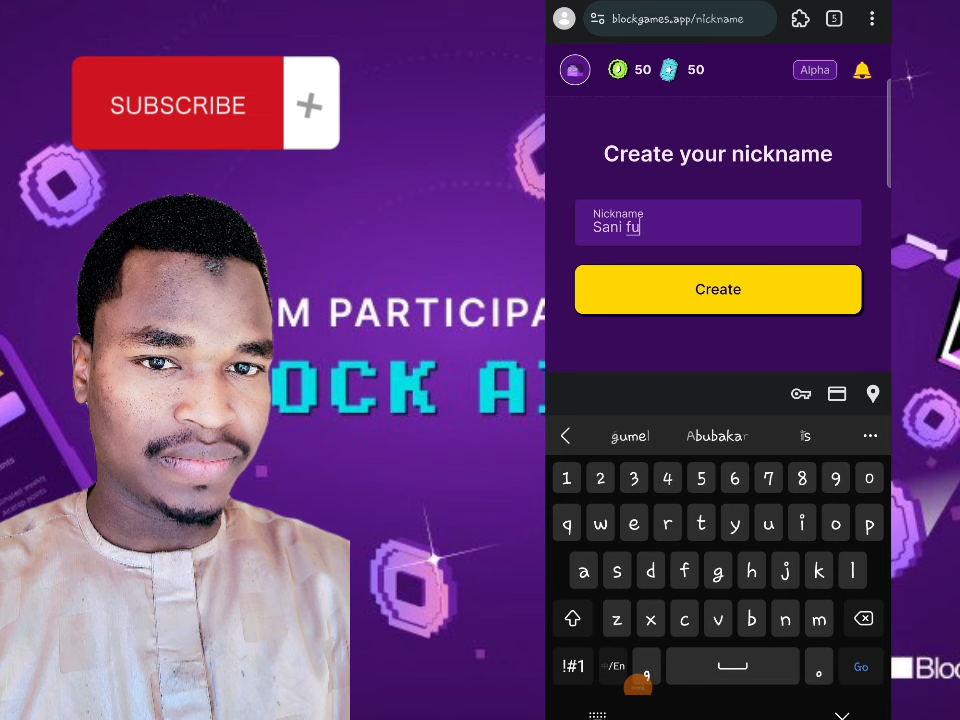 SUBSCRIBE
M PARTICIPA
OCK A
blockgames.app/nickname
5
50
50
Alpha
Create your nickname
Nickname
Sani fu
Create
gumel
Abubakar
is
1 2 3 4 5 6 7 8 9 0
q w e r t y u i o p
a s d f g h j k l
z x c v b n m
!#1
/En
,
.
Go
Bloc